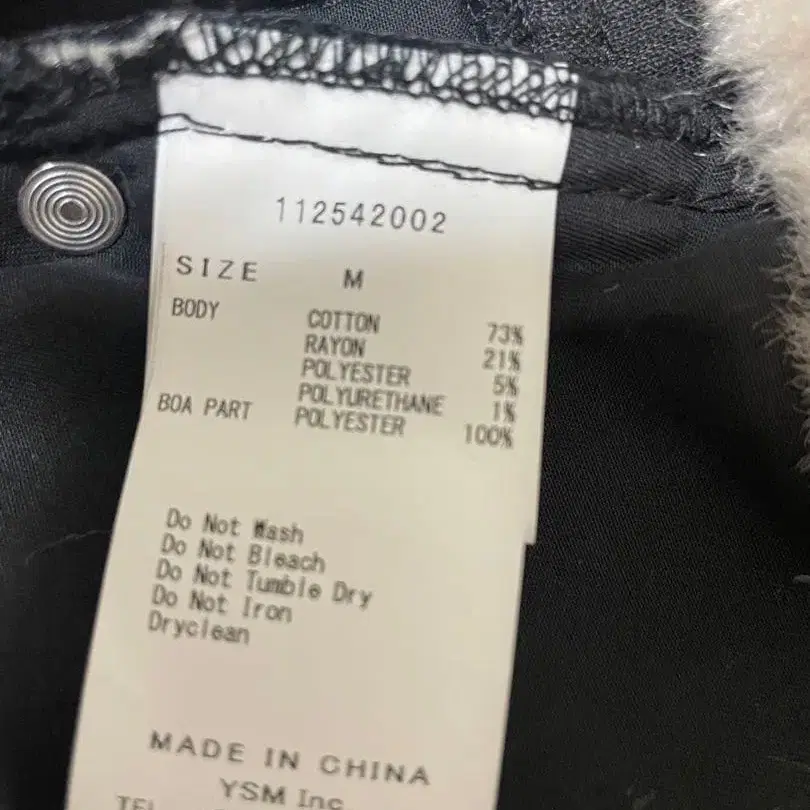 112542002
SIZE M
BODY COTTON 73%
RAYON 21%
POLYESTER 5%
POLYURETHANE 1%
BOA PART POLYESTER 100%
Do Not Wash
Do Not Bleach
Do Not Tumble Dry
Do Not Iron
Dryclean
MADE IN CHINA
YSM Inc
TEL